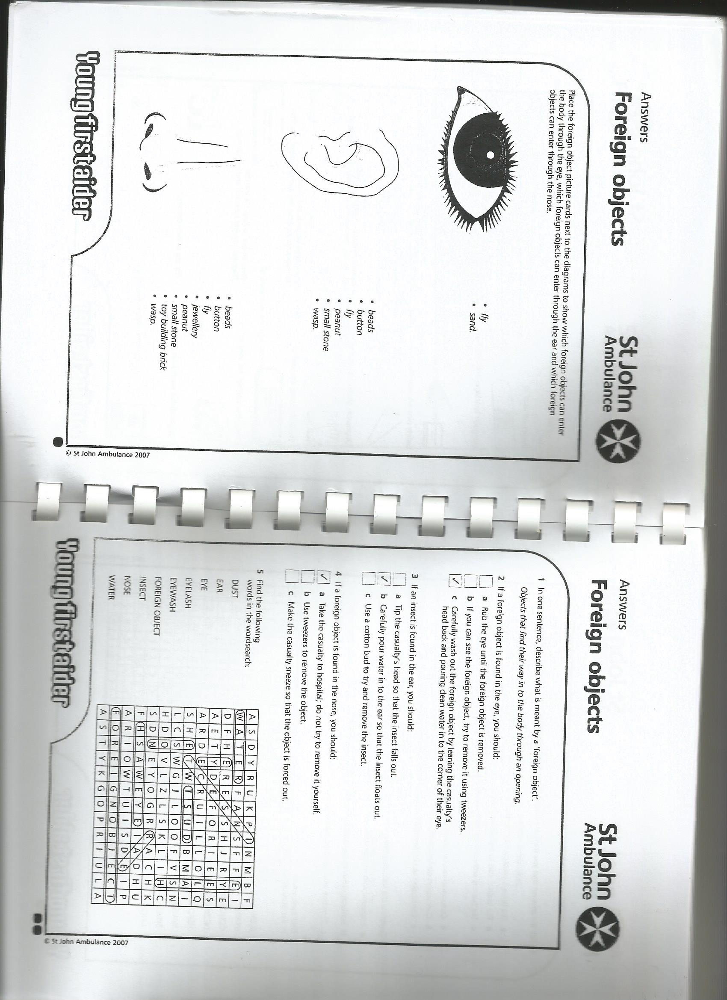 Answers
Foreign objects
St John
Ambulance
Place the foreign object picture cards next to the diagrams to show which foreign objects can enter
the body through the eye, which foreign objects can enter through the ear and which foreign
objects can enter through the nose.
• fly
• sand.
• beads
• button
• fly
• peanut
• small stone
• wasp.
• beads
• button
• fly
• jewellery
• peanut
• small stone
• toy building brick
• wasp.
Young firstaider
© St John Ambulance 2007
Answers
Foreign objects
St John
Ambulance
1 In one sentence, describe what is meant by a 'foreign object'.
Objects that find their way in to the body through an opening.
2 If a foreign object is found in the eye, you should:
a Rub the eye until the foreign object is removed.
b If you can see the foreign object, try to remove it using tweezers.
✓ c Carefully wash out the foreign object by leaning the casualty's
head back and pouring clean water in to the corner of their eye.
3 If an insect is found in the ear, you should:
a Tip the casualty's head so that the insect falls out.
✓ b Carefully pour water in to the ear so that the insect floats out.
c Use a cotton bud to try and remove the insect.
4 If a foreign object is found in the nose, you should:
✓ a Take the casualty to hospital; do not try to remove it yourself.
b Use tweezers to remove the object.
c Make the casualty sneeze so that the object is forced out.
5 Find the following
words in the wordsearch:
DUST
EAR
EYE
EYELASH
EYEWASH
FOREIGN OBJECT
INSECT
NOSE
WATER
A S D Y R U K P I N M B F
W A T E R F A N S F F E I
D F H E R E S S H J R Y E
A E T Y D E F O R I E E S
A R D E C R U I L L O L Q
S H E T W T S U D B M A I
L C S W G J L O O F V S N
H D O V L Z L S K L I H C
S D N E Y O G R R A C H K
F H S A W E Y E I A D H U
A R I O W T U I S D E I P
F O R E I G N O B J E C T
A S T Y K G O P R I U L A
Young firstaider
© St John Ambulance 2007